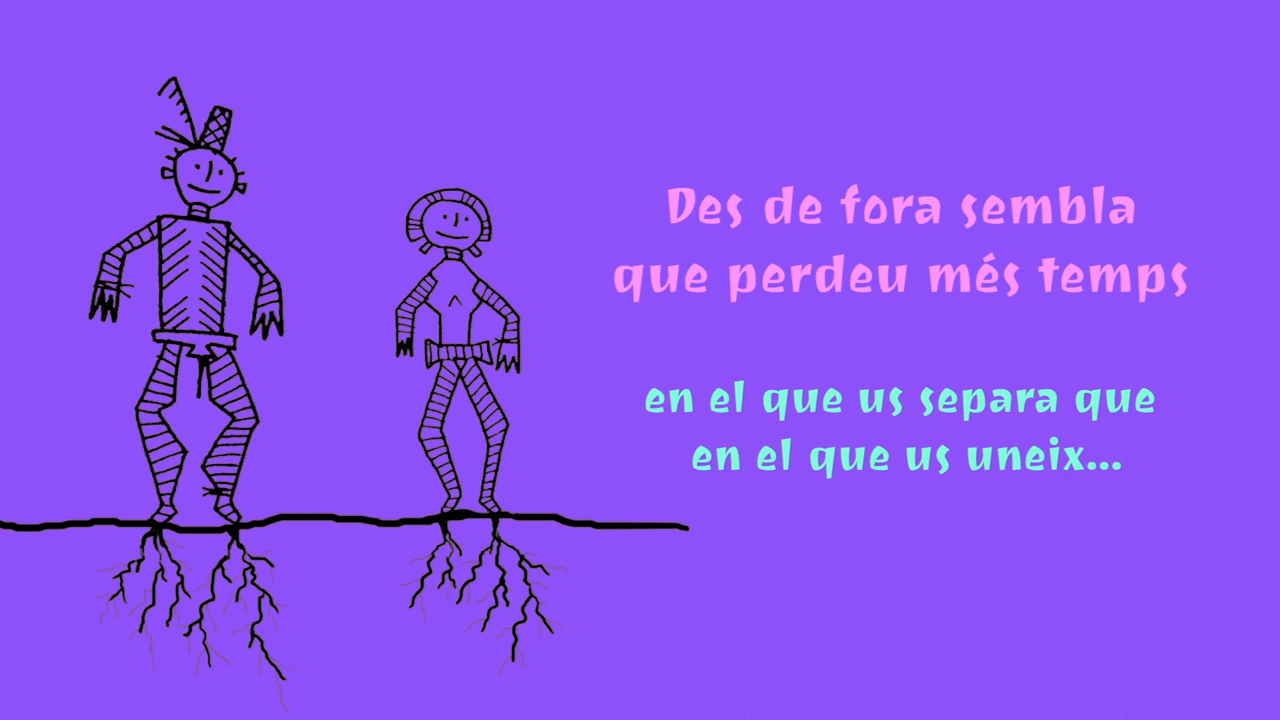 Des de fora sembla
que perdeu més temps
en el que us separa que
en el que us uneix...